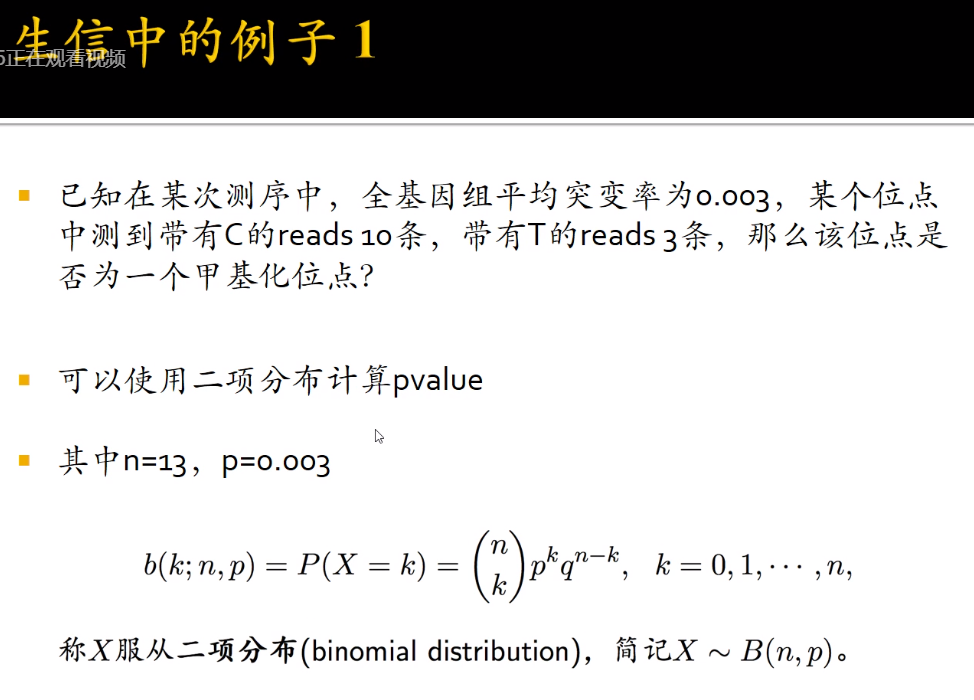 生信中的例子 1
5正在观看视频
已知在某次测序中，全基因组平均突变率为0.003，某个位点
中测到带有C的reads 10条，带有T的reads 3条，那么该位点是
否为一个甲基化位点？
可以使用二项分布计算pvalue
其中n=13，p=0.003
b(k; n, p) = P(X = k) = \binom{n}{k} p^k q^{n-k}, k = 0, 1, ⋯ , n,
称X服从二项分布(binomial distribution)，简记X ∼ B(n, p)。